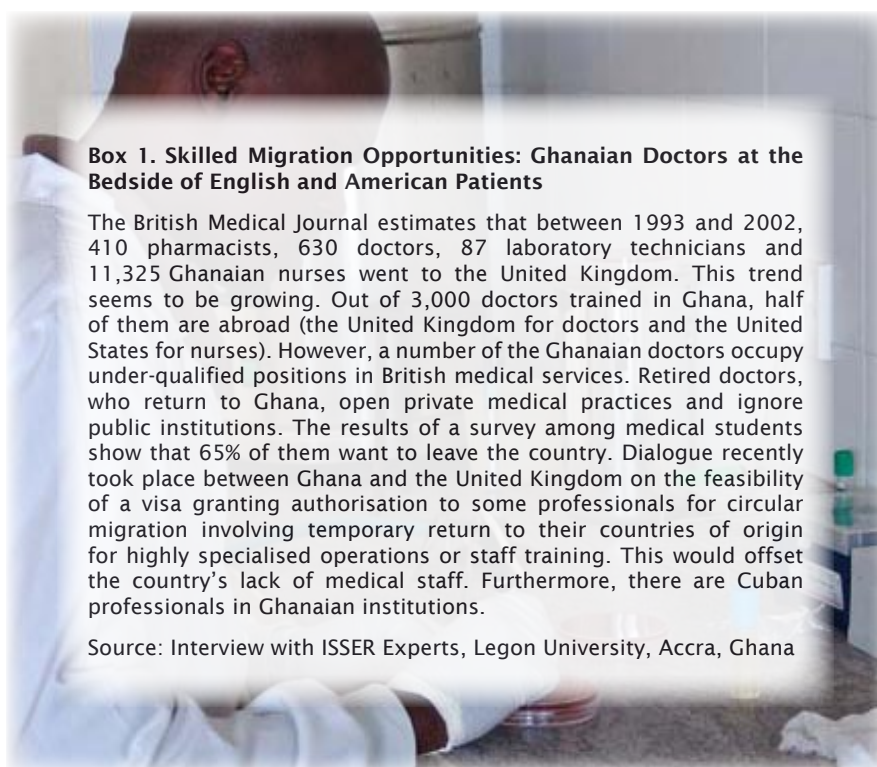 Box 1. Skilled Migration Opportunities: Ghanaian Doctors at the
Bedside of English and American Patients
The British Medical Journal estimates that between 1993 and 2002,
410 pharmacists, 630 doctors, 87 laboratory technicians and
11,325 Ghanaian nurses went to the United Kingdom. This trend
seems to be growing. Out of 3,000 doctors trained in Ghana, half
of them are abroad (the United Kingdom for doctors and the United
States for nurses). However, a number of the Ghanaian doctors occupy
under-qualified positions in British medical services. Retired doctors,
who return to Ghana, open private medical practices and ignore
public institutions. The results of a survey among medical students
show that 65% of them want to leave the country. Dialogue recently
took place between Ghana and the United Kingdom on the feasibility
of a visa granting authorisation to some professionals for circular
migration involving temporary return to their countries of origin
for highly specialised operations or staff training. This would offset
the country’s lack of medical staff. Furthermore, there are Cuban
professionals in Ghanaian institutions.
Source: Interview with ISSER Experts, Legon University, Accra, Ghana